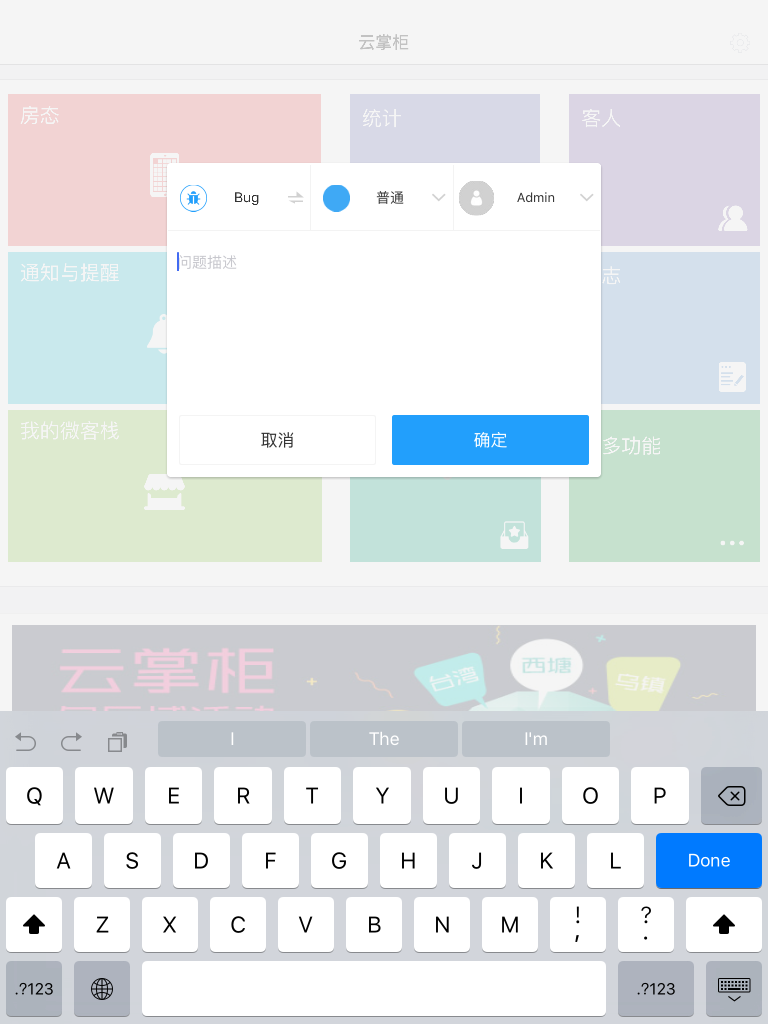 云掌柜
房态
统计
客人
Bug
普通
Admin
问题描述
通知与提醒
志
取消
确定
我的微客栈
多功能
云掌柜
台湾
西塘
乌镇
I
The
I'm
Q W E R T Y U I O P
A S D F G H J K L Done
Z X C V B N M ! , ? .
.?123
.?123